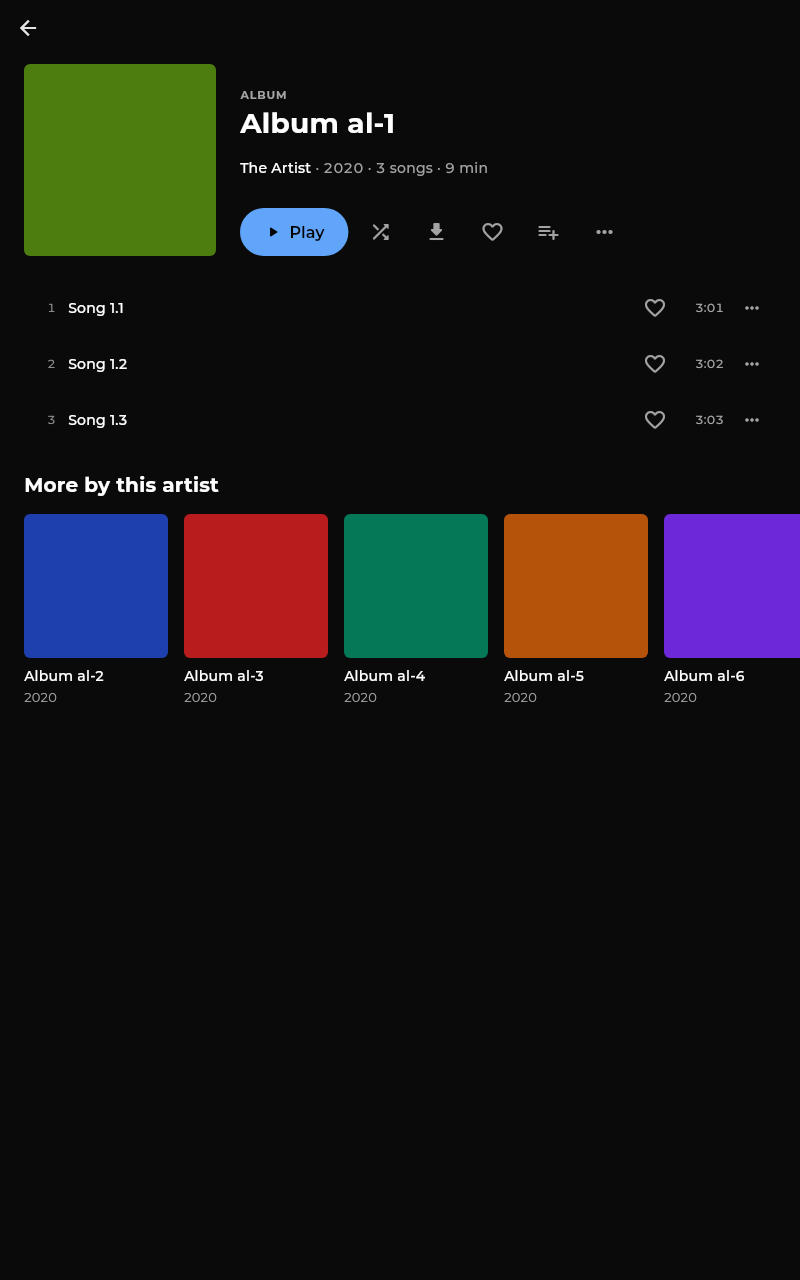 ALBUM
Album al-1
The Artist · 2020 · 3 songs · 9 min
Play
1 Song 1.1 3:01
2 Song 1.2 3:02
3 Song 1.3 3:03
More by this artist
Album al-2 Album al-3 Album al-4 Album al-5 Album al-6
2020 2020 2020 2020 2020